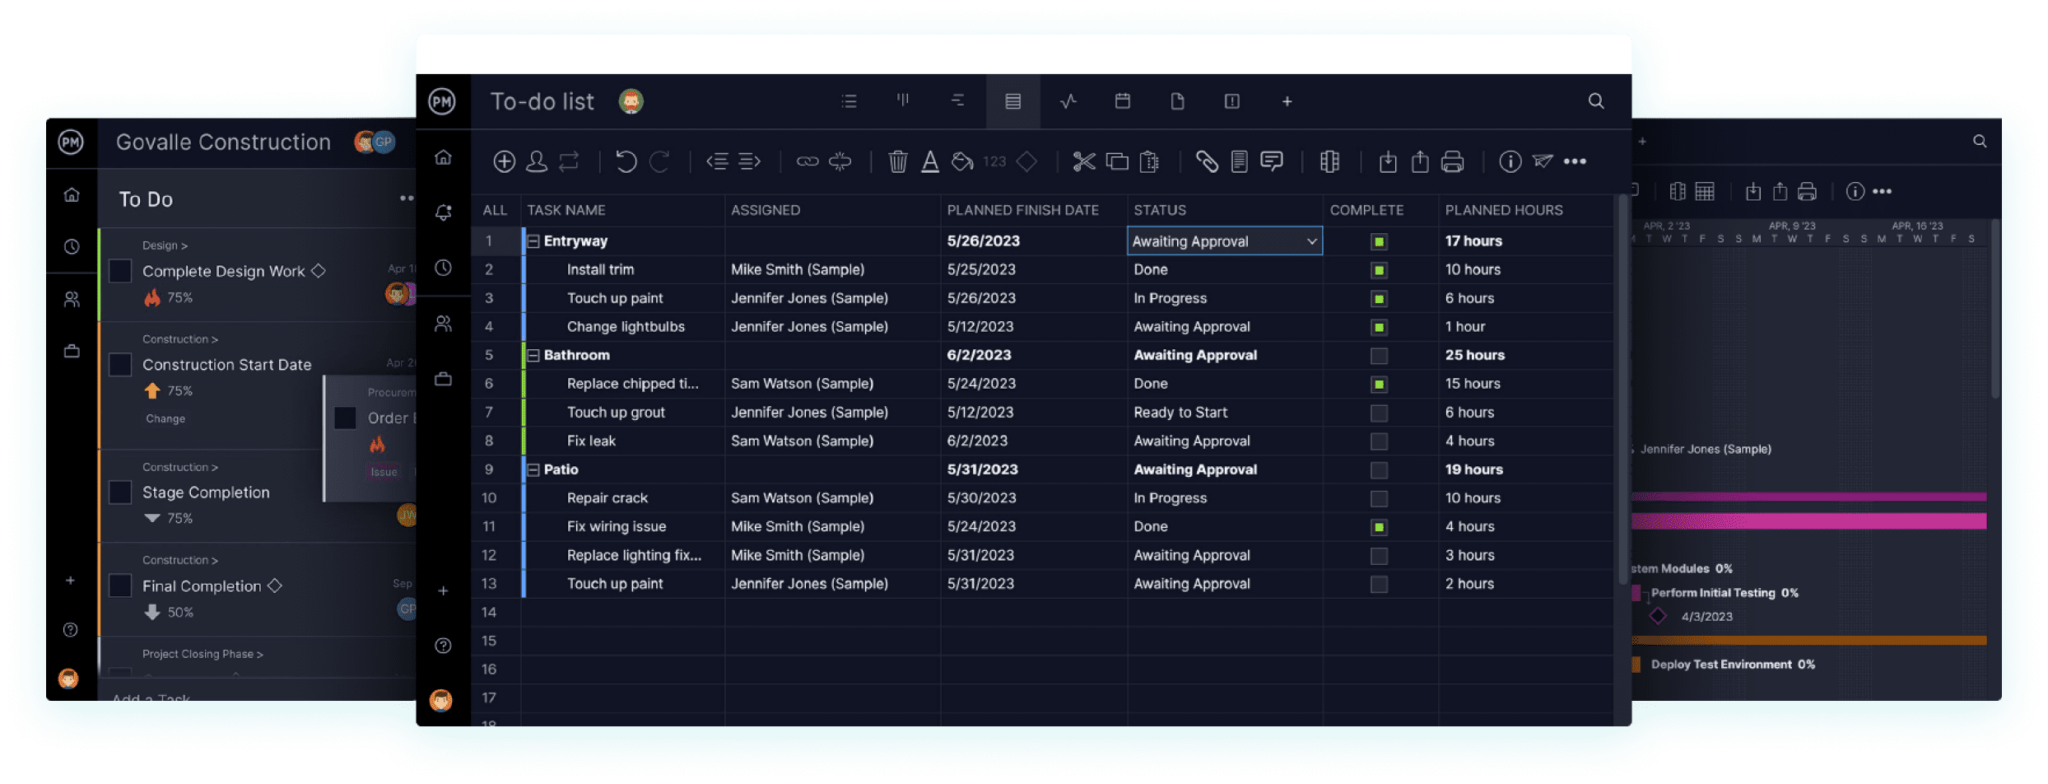 PM
Govalle Construction
GP
To Do
Design >
Complete Design Work
75%
Construction >
Construction Start Date
75%
Change
Construction >
Stage Completion
75%
JW
Construction >
Final Completion
Sep
50%
GP
Project Closing Phase >
Add a Task
Order
Issue
PM
To-do list
123
ALL TASK NAME ASSIGNED PLANNED FINISH DATE STATUS COMPLETE PLANNED HOURS
1 Entryway 5/26/2023 Awaiting Approval 17 hours
2 Install trim Mike Smith (Sample) 5/25/2023 Done 10 hours
3 Touch up paint Jennifer Jones (Sample) 5/26/2023 In Progress 6 hours
4 Change lightbulbs Jennifer Jones (Sample) 5/12/2023 Awaiting Approval 1 hour
5 Bathroom 6/2/2023 Awaiting Approval 25 hours
6 Replace chipped ti... Sam Watson (Sample) 5/24/2023 Done 15 hours
7 Touch up grout Jennifer Jones (Sample) 5/12/2023 Ready to Start 6 hours
8 Fix leak Sam Watson (Sample) 6/2/2023 Awaiting Approval 4 hours
9 Patio 5/31/2023 Awaiting Approval 19 hours
10 Repair crack Sam Watson (Sample) 5/30/2023 In Progress 10 hours
11 Fix wiring issue Mike Smith (Sample) 5/24/2023 Done 4 hours
12 Replace lighting fix... Mike Smith (Sample) 5/31/2023 Awaiting Approval 3 hours
13 Touch up paint Jennifer Jones (Sample) 5/31/2023 Awaiting Approval 2 hours
14
15
16
17
18
APR, 2 '23 APR, 9 '23 APR, 16 '23
T W T F S S M T W T F S S M T W T F S
Jennifer Jones (Sample)
stem Modules 0%
Perform Initial Testing 0%
4/3/2023
Deploy Test Environment 0%